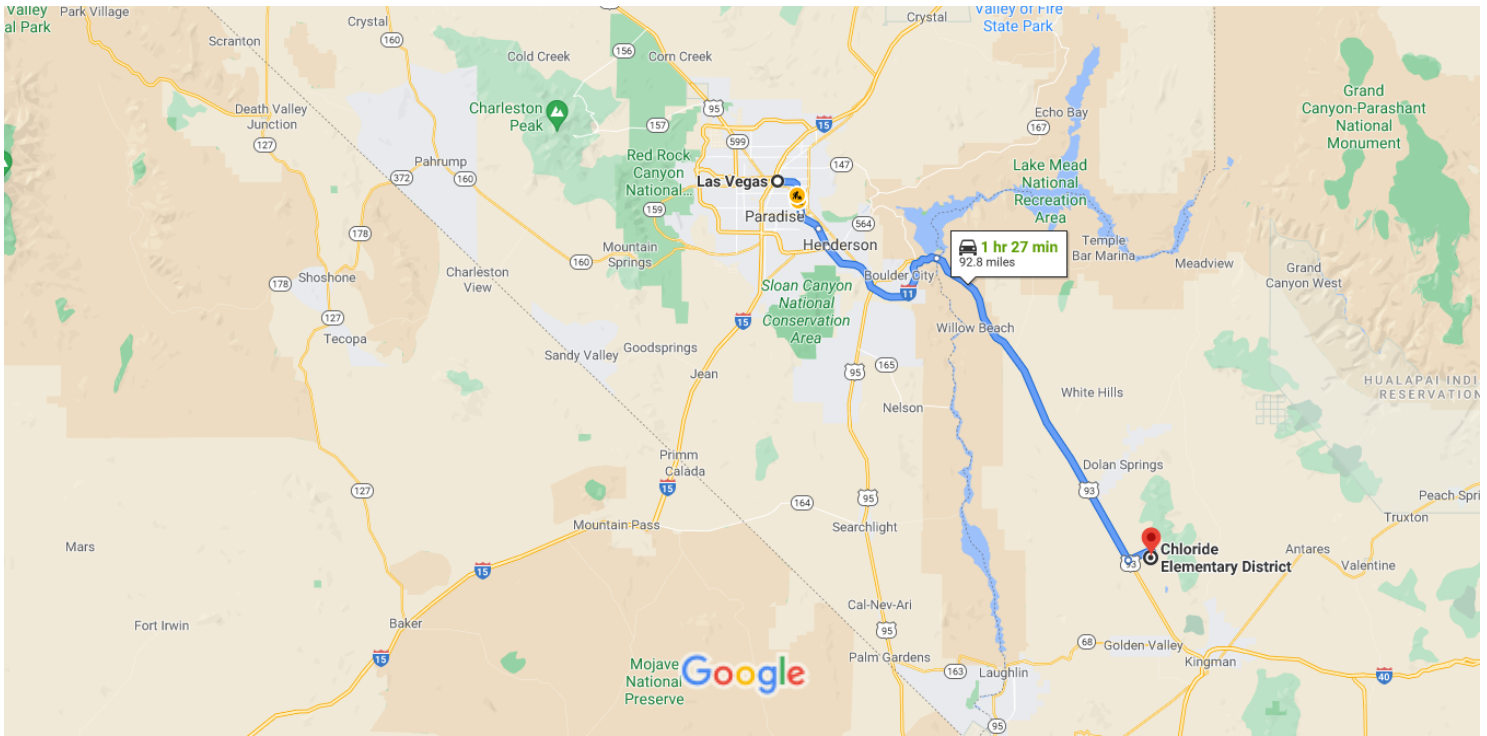 Valley
al Park
Park Village
Crystal
160
Scranton
Cold Creek
156
Corn Creek
Crystal
Valley of Fire
State Park
Death Valley
Junction
127
Charleston
Peak
95
157
15
599
Echo Bay
167
Grand
Canyon-Parashant
National
Monument
Pahrump
372
160
Red Rock
Canyon
National...
159
147
Las Vegas
Paradise
564
Henderson
Lake Mead
National
Recreation
Area
178
Mountain
Springs
160
1 hr 27 min
92.8 miles
Temple
Bar Marina
Meadview
Grand
Canyon West
178
Shoshone
Charleston
View
Boulder City
11
Sloan Canyon
National
Conservation
Area
127
Tecopa
15
Willow Beach
Sandy Valley
Goodsprings
Jean
95
165
Nelson
White Hills
HUALAPAI INDI
RESERVATION
Primm
Calada
15
Dolan Springs
93
127
164
95
Searchlight
Mountain Pass
Peach Spri
Truxton
Mars
15
93
Chloride
Elementary District
Antares
Valentine
Fort Irwin
Baker
Cal-Nev-Ari
95
15
Palm Gardens
163
Laughlin
68
Golden Valley
Kingman
40
Mojave
National
Preserve
Google
95